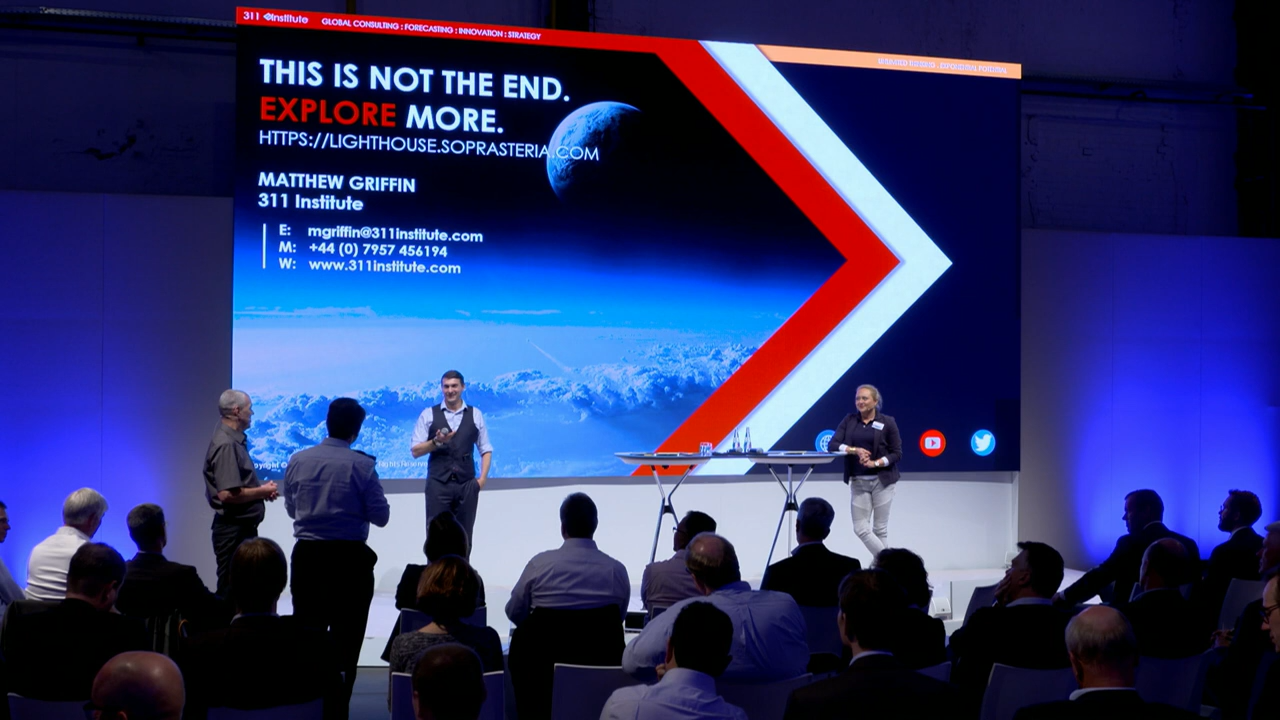 311 Institute
GLOBAL CONSULTING : FORECASTING : INNOVATION : STRATEGY
THIS IS NOT THE END.
EXPLORE MORE.
HTTPS://LIGHTHOUSE.SOPRASTERIA.COM
MATTHEW GRIFFIN
311 Institute
E: mgriffin@311institute.com
M: +44 (0) 7957 456194
W: www.311institute.com